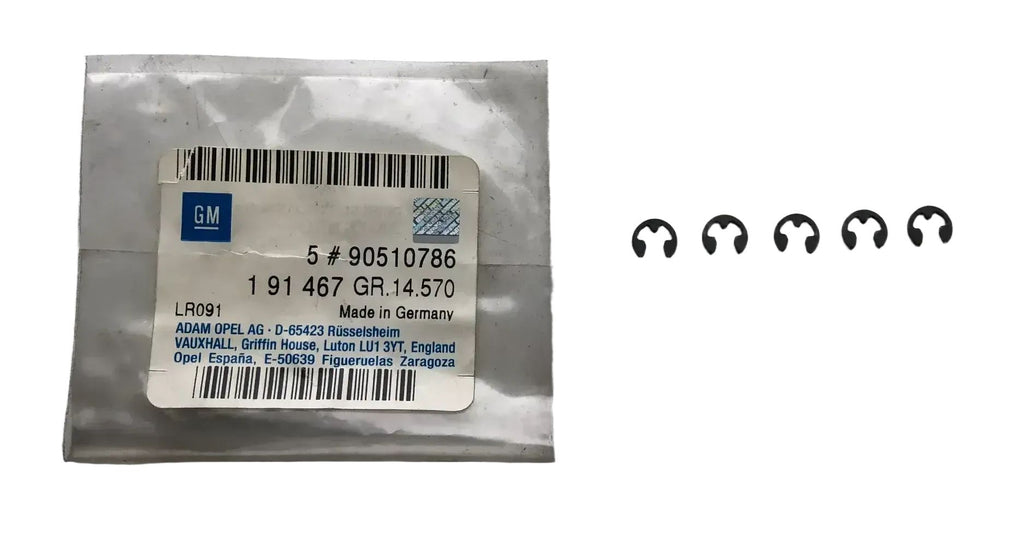 GM
5 # 90510786
1 91 467 GR.14.570
LR091 Made in Germany
ADAM OPEL AG · D-65423 Rüsselsheim
VAUXHALL, Griffin House, Luton LU1 3YT, England
Opel España, E-50639 Figueruelas Zaragoza